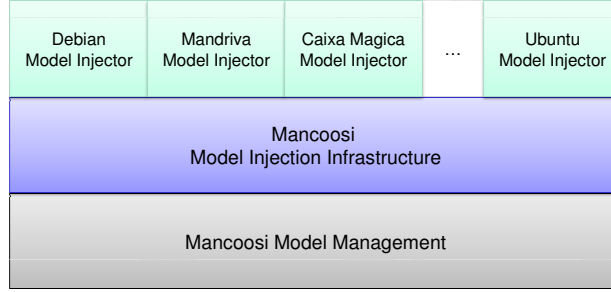 Debian
Model Injector
Mandriva
Model Injector
Caixa Magica
Model Injector
...
Ubuntu
Model Injector
Mancoosi
Model Injection Infrastructure
Mancoosi Model Management